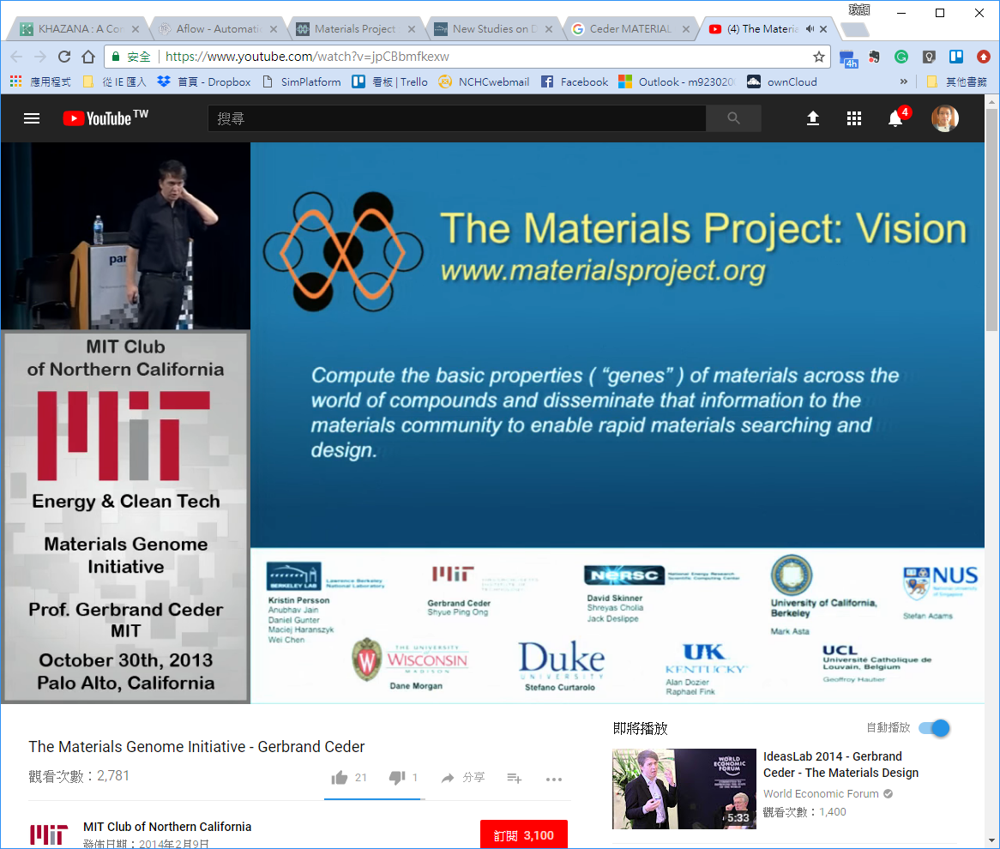 玫頡
KHAZANA : A Con
Aflow - Automatic
Materials Project
New Studies on D
Ceder MATERIAL
(4) The Materia
安全
https://www.youtube.com/watch?v=jpCBbmfkexw
4h
應用程式
從 IE 匯入
首頁 - Dropbox
SimPlatform
看板 | Trello
NCHCwebmail
Facebook
Outlook - m923020
ownCloud
»
其他書籤
YouTube TW
搜尋
4
par
The Materials Project: Vision
www.materialsproject.org
Compute the basic properties ( “genes” ) of materials across the
world of compounds and disseminate that information to the
materials community to enable rapid materials searching and
design.
MIT Club
of Northern California
MIT
Energy & Clean Tech
Materials Genome
Initiative
Prof. Gerbrand Ceder
MIT
October 30th, 2013
Palo Alto, California
BERKELEY LAB
Lawrence Berkeley
National Laboratory
Kristin Persson
Anubhav Jain
Daniel Gunter
Maciej Haranszyk
Wei Chen
MIT
Gerbrand Ceder
Shyue Ping Ong
NERSC
National Energy Research
Scientific Computing Center
David Skinner
Shreyas Cholia
Jack Deslippe
University of California,
Berkeley
Mark Asta
NUS
National University
of Singapore
Stefan Adams
THE UNIVERSITY
OF
WISCONSIN
MADISON
Dane Morgan
Duke
UNIVERSITY
Stefano Curtarolo
UK
KENTUCKY
Alan Dozier
Raphael Fink
UCL
Université Catholique de
Louvain, Belgium
Geoffroy Hautier
The Materials Genome Initiative - Gerbrand Ceder
觀看次數：2,781
21
1
分享
MIT
MIT Club of Northern California
發佈日期：2014年2月9日
訂閱 3,100
即將播放
自動播放
WORLD
ECONOMIC
FORUM
5:33
IdeasLab 2014 - Gerbrand
Ceder - The Materials Design
World Economic Forum
觀看次數：1,400